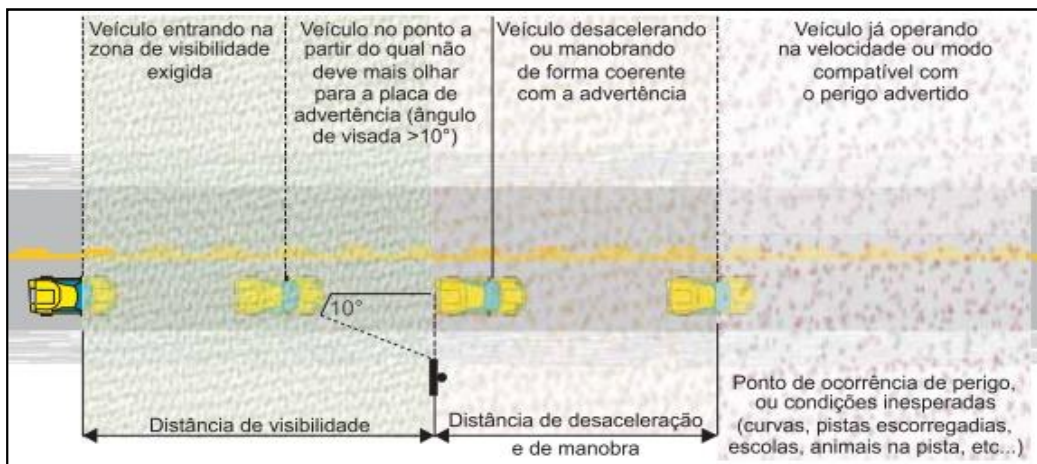 Veículo entrando na
zona de visibilidade
exigida
Veículo no ponto a
partir do qual não
deve mais olhar
para a placa de
advertência (ângulo
de visada >10°)
Veículo desacelerando
ou manobrando
de forma coerente
com a advertência
Veículo já operando
na velocidade ou modo
compatível com
o perigo advertido
10°
Distância de visibilidade
Distância de desaceleração
e de manobra
Ponto de ocorrência de perigo,
ou condições inesperadas
(curvas, pistas escorregadias,
escolas, animais na pista, etc...)